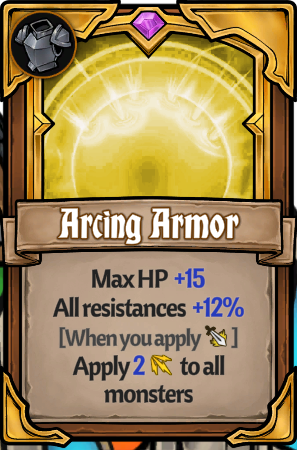 Arcing Armor
Max HP +15
All resistances +12%
[When you apply ]
Apply 2 to all
monsters